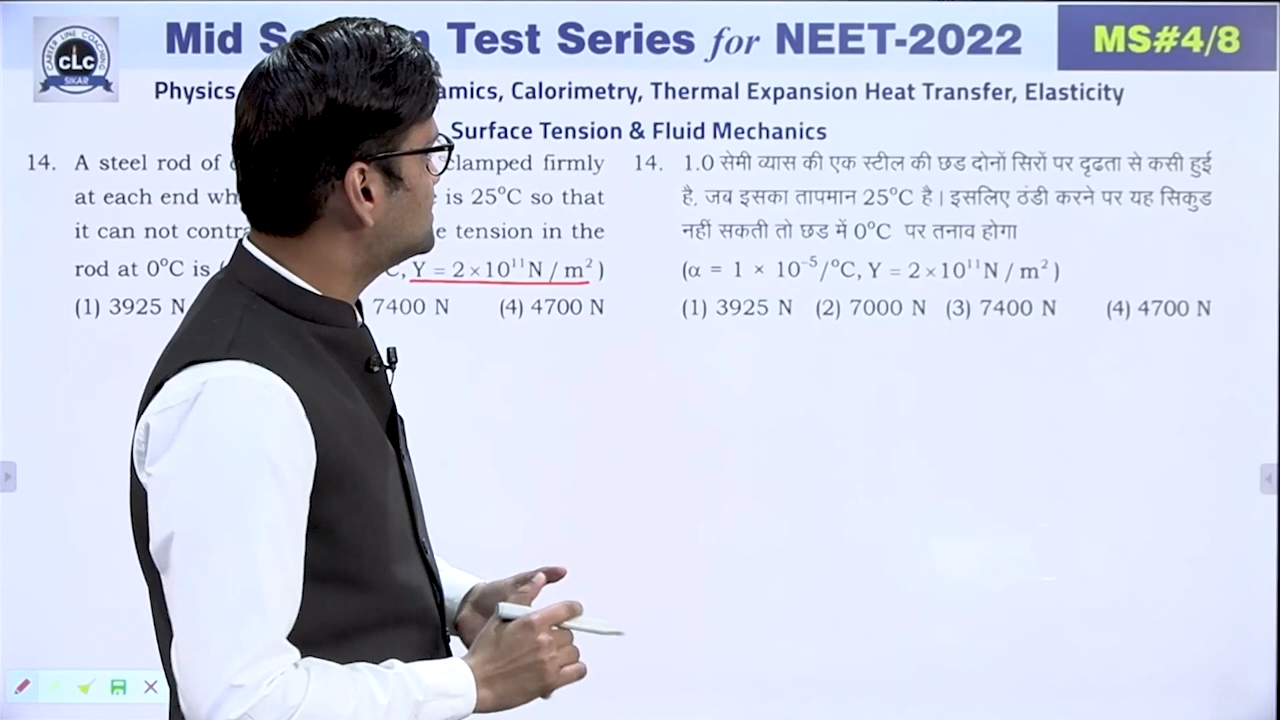 Mid Test Series for NEET-2022
MS#4/8
CAREER LINE COACHING
CLC
SIKAR
Physics Calorimetry, Thermal Expansion Heat Transfer, Elasticity
Surface Tension & Fluid Mechanics
14. A steel rod of clamped firmly
at each end is 25°C so that
it can not tension in the
rod at 0°C is Y = 2×10¹¹N / m² )
(1) 3925 N 7400 N (4) 4700 N
14. 1.0 सेमी व्यास की एक स्टील की छड दोनों सिरों पर दृढता से कसी हुई
है, जब इसका तापमान 25°C है। इसलिए ठंडी करने पर यह सिकुड
नहीं सकती तो छड में 0°C पर तनाव होगा
(α = 1 × 10⁻⁵/°C, Y = 2×10¹¹N / m² )
(1) 3925 N (2) 7000 N (3) 7400 N (4) 4700 N